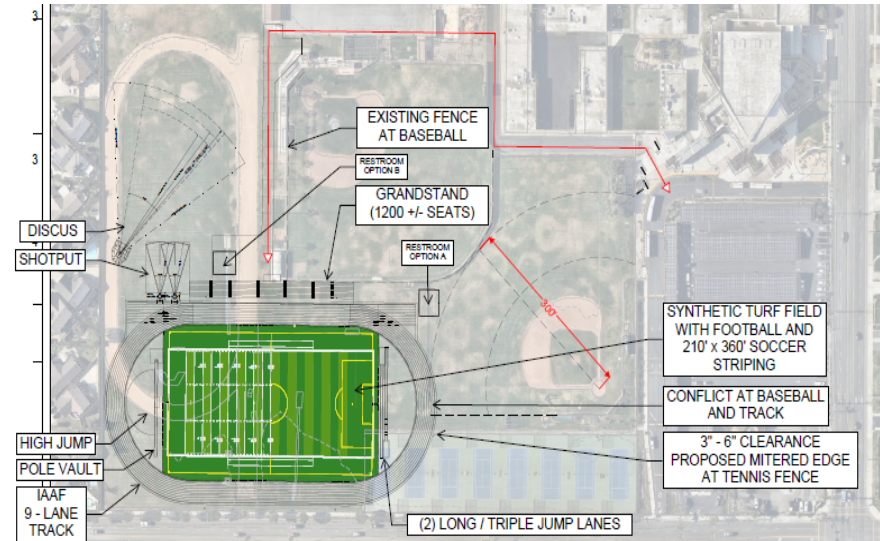 3
EXISTING FENCE
AT BASEBALL
RESTROOM
OPTION B
3
GRANDSTAND
(1200 +/- SEATS)
DISCUS
SHOTPUT
RESTROOM
OPTION A
300'
SYNTHETIC TURF FIELD
WITH FOOTBALL AND
210' x 360' SOCCER
STRIPING
CONFLICT AT BASEBALL
AND TRACK
HIGH JUMP
3" - 6" CLEARANCE
PROPOSED MITERED EDGE
AT TENNIS FENCE
POLE VAULT
IAAF
9 - LANE
TRACK
(2) LONG / TRIPLE JUMP LANES